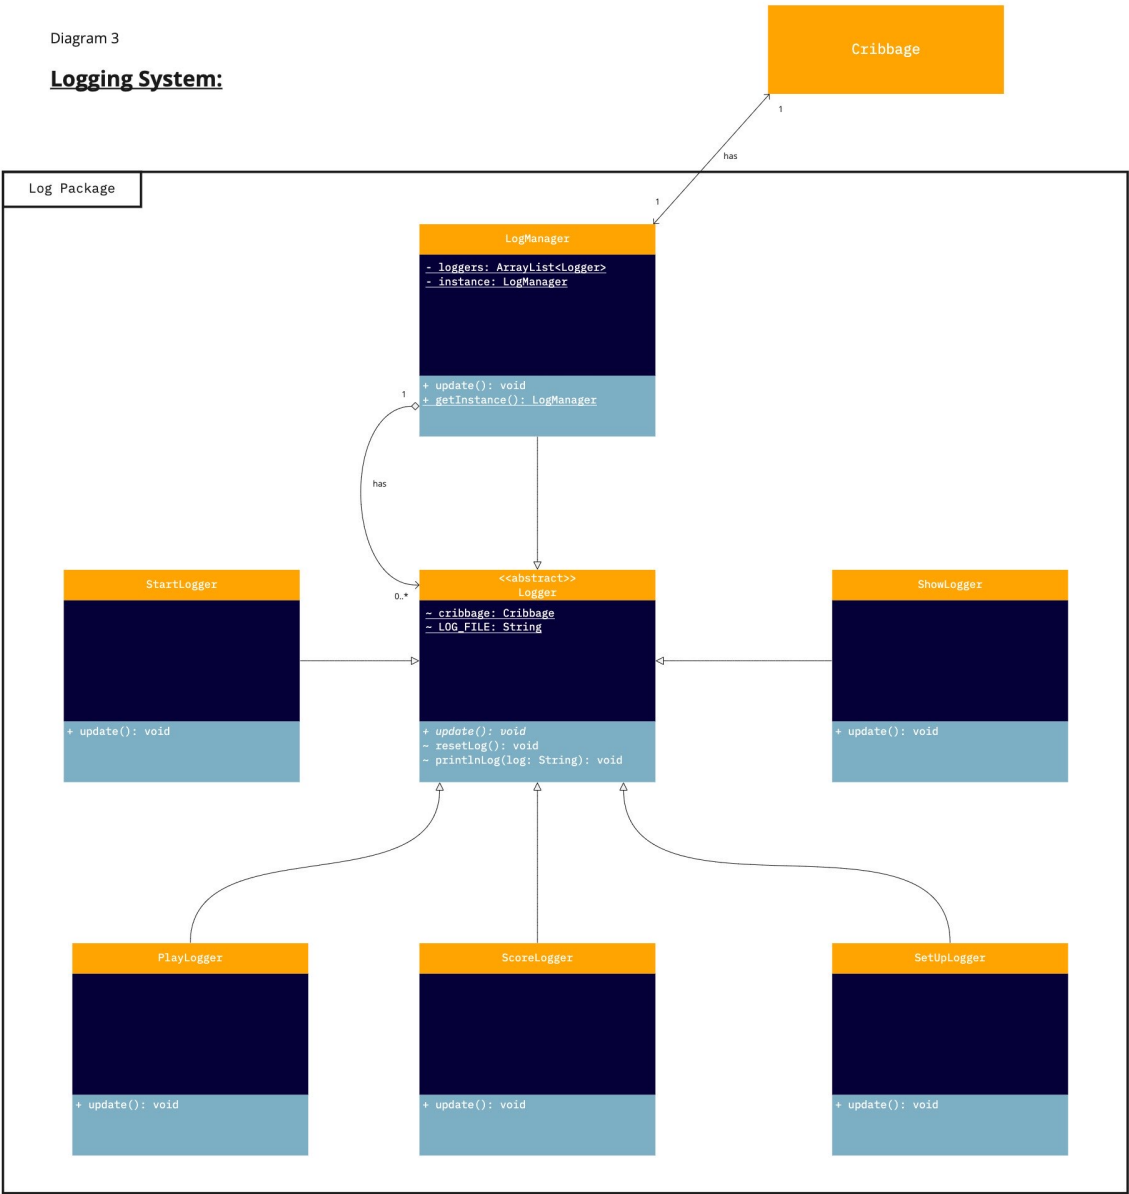 Diagram 3
Logging System:
Cribbage
1
has
1
Log Package
LogManager
- loggers: ArrayList<Logger>
- instance: LogManager
+ update(): void
+ getInstance(): LogManager
1
has
0..*
<<abstract>>
Logger
~ cribbage: Cribbage
~ LOG_FILE: String
+ update(): void
~ resetLog(): void
~ printlnLog(log: String): void
StartLogger
+ update(): void
ShowLogger
+ update(): void
PlayLogger
+ update(): void
ScoreLogger
+ update(): void
SetUpLogger
+ update(): void